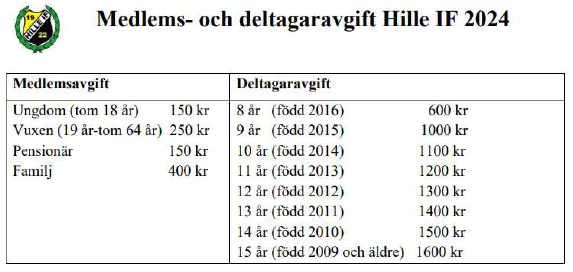 19
22
HILLE IF
Medlems- och deltagaravgift Hille IF 2024
Medlemsavgift
Ungdom (tom 18 år) 150 kr
Vuxen (19 år-tom 64 år) 250 kr
Pensionär 150 kr
Familj 400 kr
Deltagaravgift
8 år (född 2016) 600 kr
9 år (född 2015) 1000 kr
10 år (född 2014) 1100 kr
11 år (född 2013) 1200 kr
12 år (född 2012) 1300 kr
13 år (född 2011) 1400 kr
14 år (född 2010) 1500 kr
15 år (född 2009 och äldre) 1600 kr